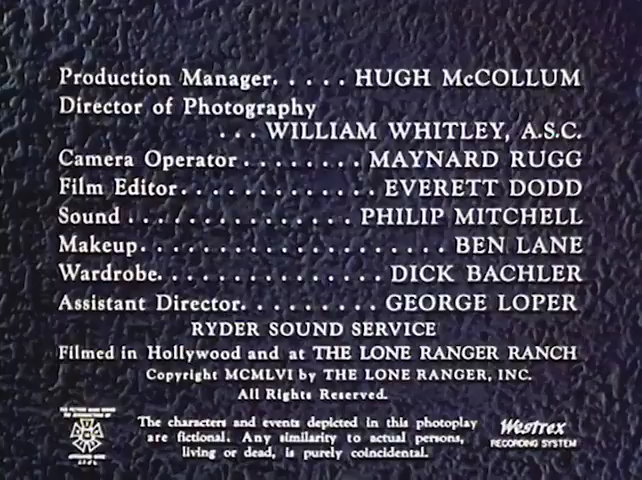 Production Manager. . . . . HUGH McCOLLUM
Director of Photography
. . . WILLIAM WHITLEY, A.S.C.
Camera Operator . . . . . . . . MAYNARD RUGG
Film Editor. . . . . . . . . . . . . EVERETT DODD
Sound . . . . . . . . . . . . . . . PHILIP MITCHELL
Makeup. . . . . . . . . . . . . . . . . . . . BEN LANE
Wardrobe. . . . . . . . . . . . . . . DICK BACHLER
Assistant Director. . . . . . . . . GEORGE LOPER
RYDER SOUND SERVICE
Filmed in Hollywood and at THE LONE RANGER RANCH
Copyright MCMLVI by THE LONE RANGER, INC.
All Rights Reserved.
The characters and events depicted in this photoplay
are fictional. Any similarity to actual persons,
living or dead, is purely coincidental.
Westrex
RECORDING SYSTEM